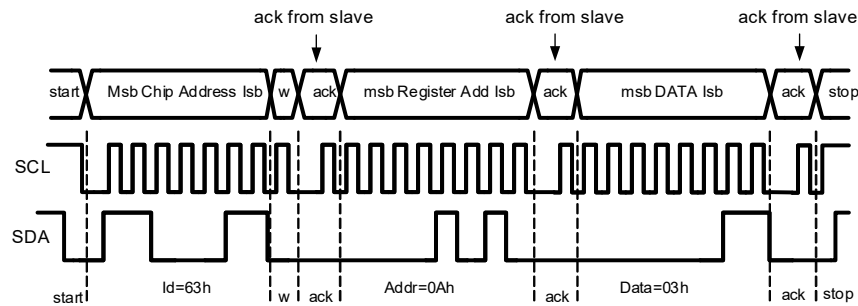 ack from slave ack from slave ack from slave
start Msb Chip Address lsb w ack msb Register Add lsb ack msb DATA lsb ack stop
SCL
SDA
start Id=63h w ack Addr=0Ah ack Data=03h ack stop